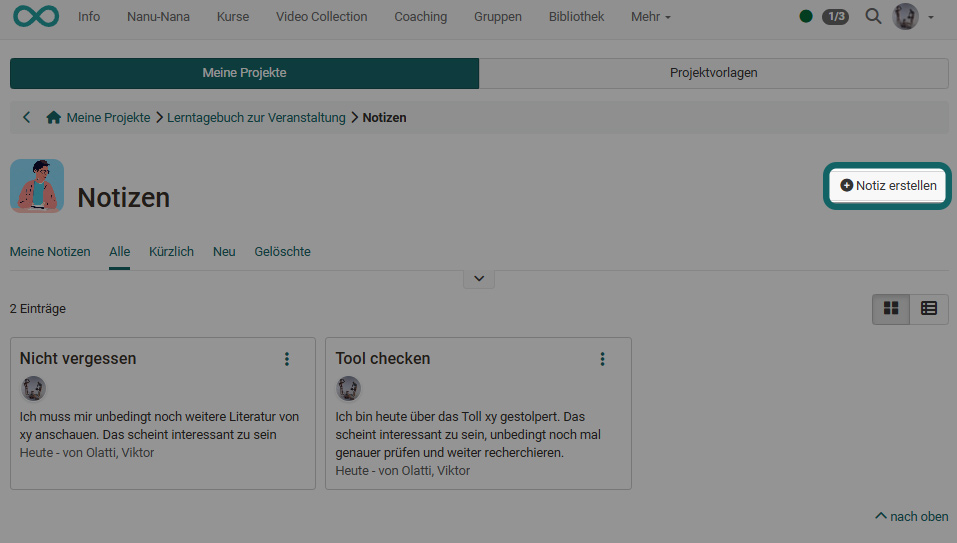 Info Nanu-Nana Kurse Video Collection Coaching Gruppen Bibliothek Mehr 1/3
Meine Projekte Projektvorlagen
Meine Projekte Lerntagebuch zur Veranstaltung Notizen
Notizen
Notiz erstellen
Meine Notizen Alle Kürzlich Neu Gelöschte
2 Einträge
Nicht vergessen
Ich muss mir unbedingt noch weitere Literatur von
xy anschauen. Das scheint interessant zu sein
Heute - von Olatti, Viktor
Tool checken
Ich bin heute über das Toll xy gestolpert. Das
scheint interessant zu sein, unbedingt noch mal
genauer prüfen und weiter recherchieren.
Heute - von Olatti, Viktor
nach oben